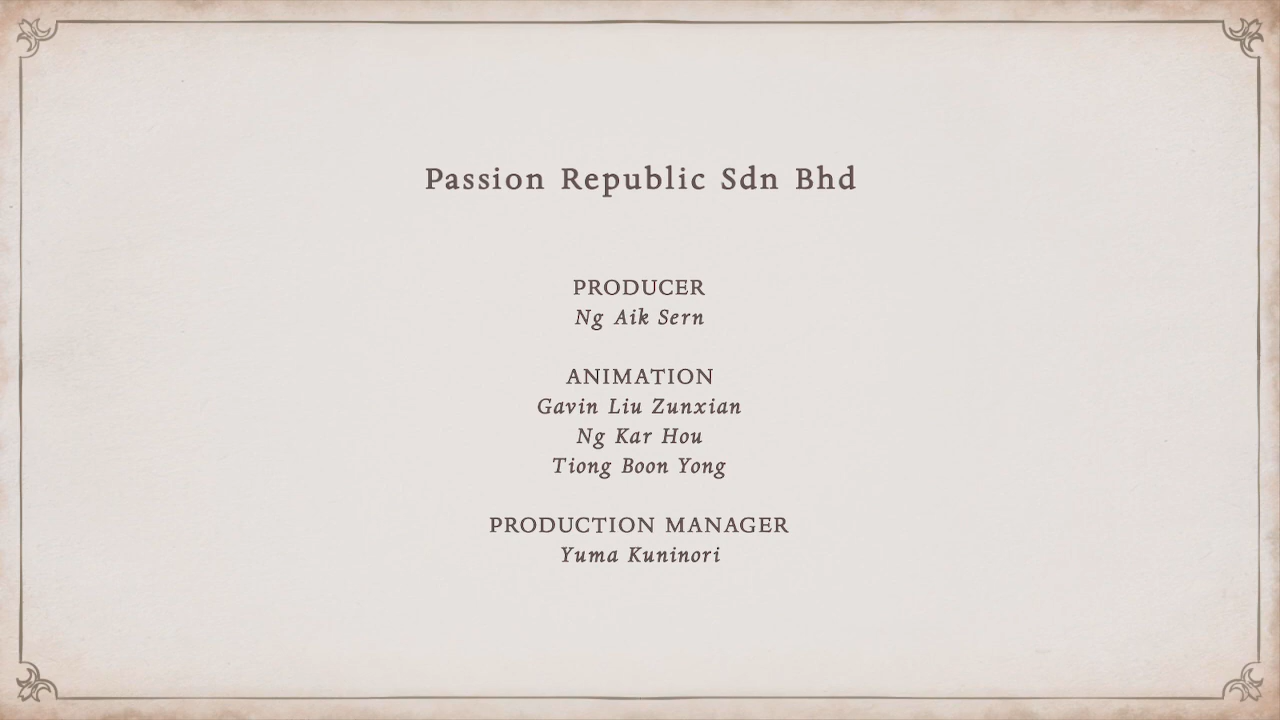 Passion Republic Sdn Bhd
PRODUCER
Ng Aik Sern
ANIMATION
Gavin Liu Zunxian
Ng Kar Hou
Tiong Boon Yong
PRODUCTION MANAGER
Yuma Kuninori